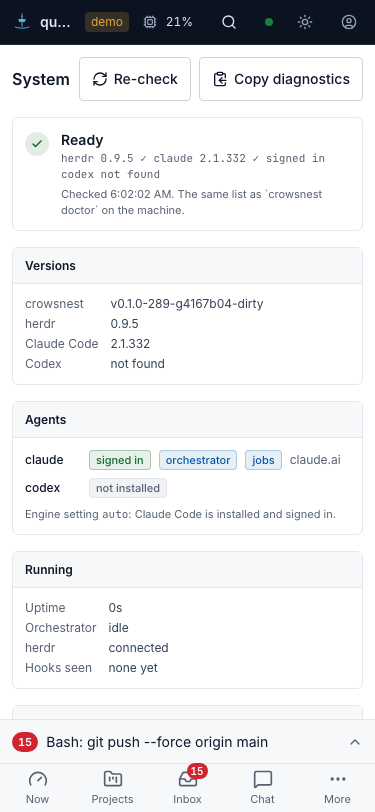 qu... demo 21%
System Re-check Copy diagnostics
Ready
herdr 0.9.5 ✓ claude 2.1.332 ✓ signed in
codex not found
Checked 6:02:02 AM. The same list as `crowsnest
doctor` on the machine.
Versions
crowsnest v0.1.0-289-g4167b04-dirty
herdr 0.9.5
Claude Code 2.1.332
Codex not found
Agents
claude signed in orchestrator jobs claude.ai
codex not installed
Engine setting auto: Claude Code is installed and signed in.
Running
Uptime 0s
Orchestrator idle
herdr connected
Hooks seen none yet
15 Bash: git push --force origin main
15
Now Projects Inbox Chat More